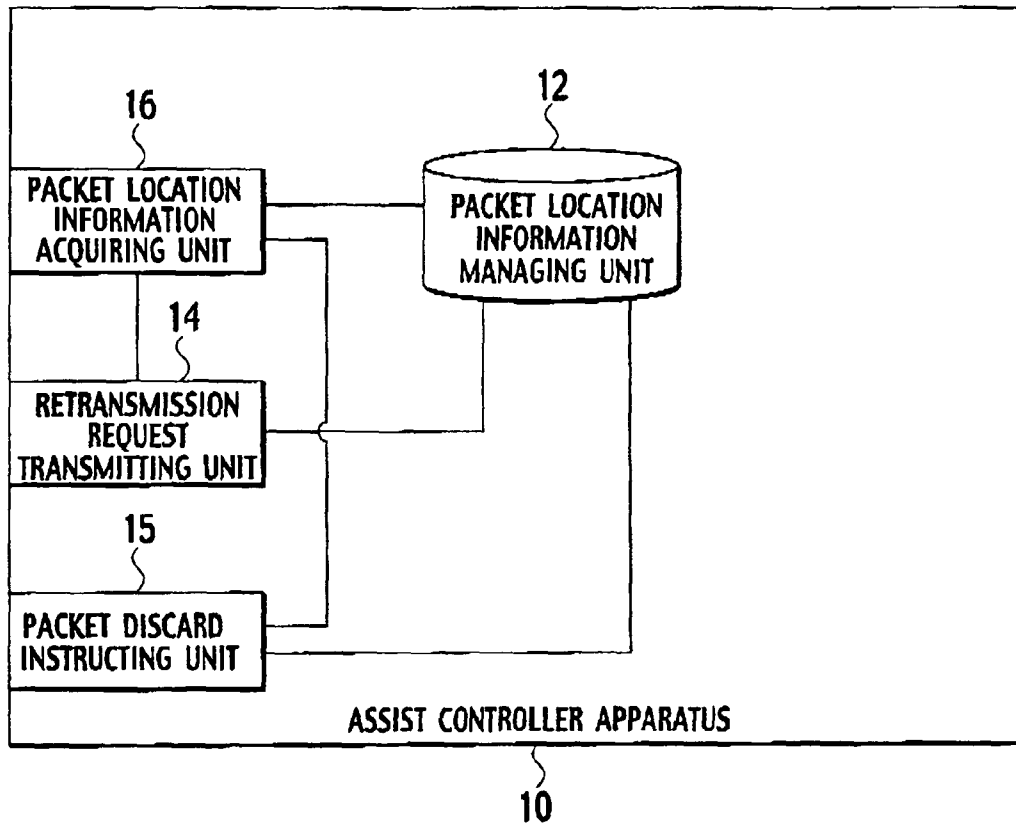 16
PACKET LOCATION
INFORMATION
ACQUIRING UNIT
12
PACKET LOCATION
INFORMATION
MANAGING UNIT
14
RETRANSMISSION
REQUEST
TRANSMITTING UNIT
15
PACKET DISCARD
INSTRUCTING UNIT
ASSIST CONTROLLER APPARATUS
10